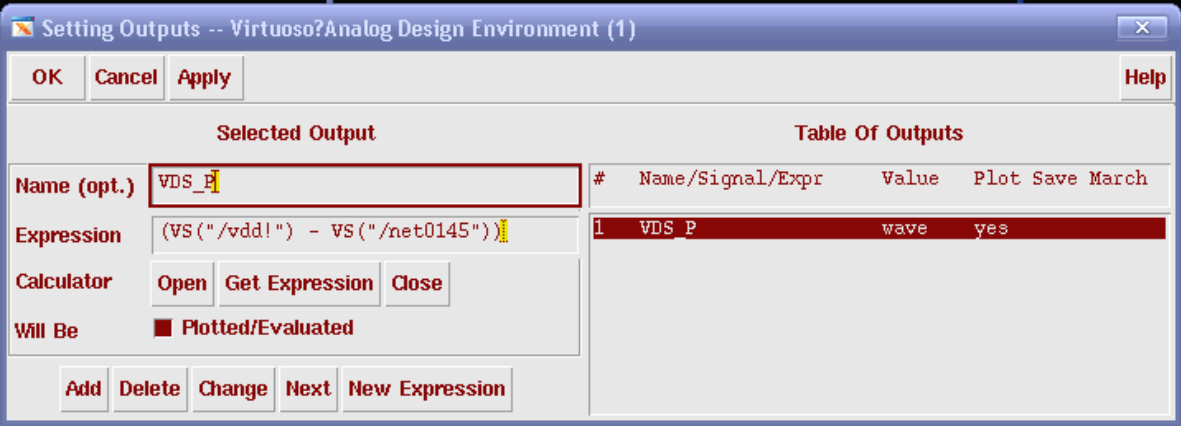 Setting Outputs -- Virtuoso?Analog Design Environment (1)
OK Cancel Apply Help
Selected Output
Name (opt.) VDS_P
Expression (VS("/vdd!") - VS("/net0145"))
Calculator Open Get Expression Close
Will Be Plotted/Evaluated
Add Delete Change Next New Expression
Table Of Outputs
# Name/Signal/Expr Value Plot Save March
1 VDS_P wave yes